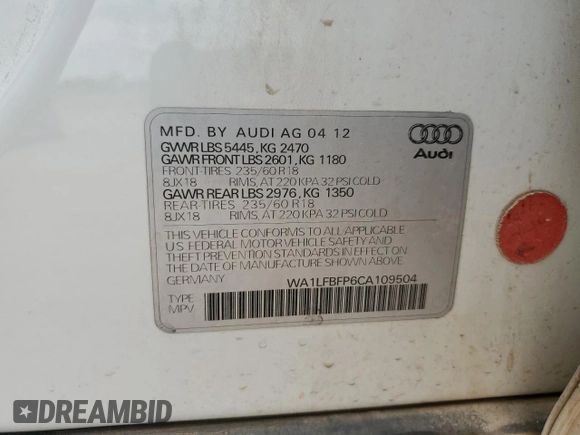 MFD. BY AUDI AG 04 12
GVWR LBS 5445, KG 2470
GAWR FRONT LBS 2601, KG 1180
FRONT-TIRES 235/60 R18
8JX18 RIMS, AT 220 KPA 32 PSI COLD
GAWR REAR LBS 2976, KG 1350
REAR-TIRES 235/60 R18
8JX18 RIMS, AT 220 KPA 32 PSI COLD
THIS VEHICLE CONFORMS TO ALL APPLICABLE
U.S. FEDERAL MOTOR VEHICLE SAFETY AND
THEFT PREVENTION STANDARDS IN EFFECT ON
THE DATE OF MANUFACTURE SHOWN ABOVE.
GERMANY WA1LFBFP6CA109504
TYPE
MPV
Audi
DREAMBID